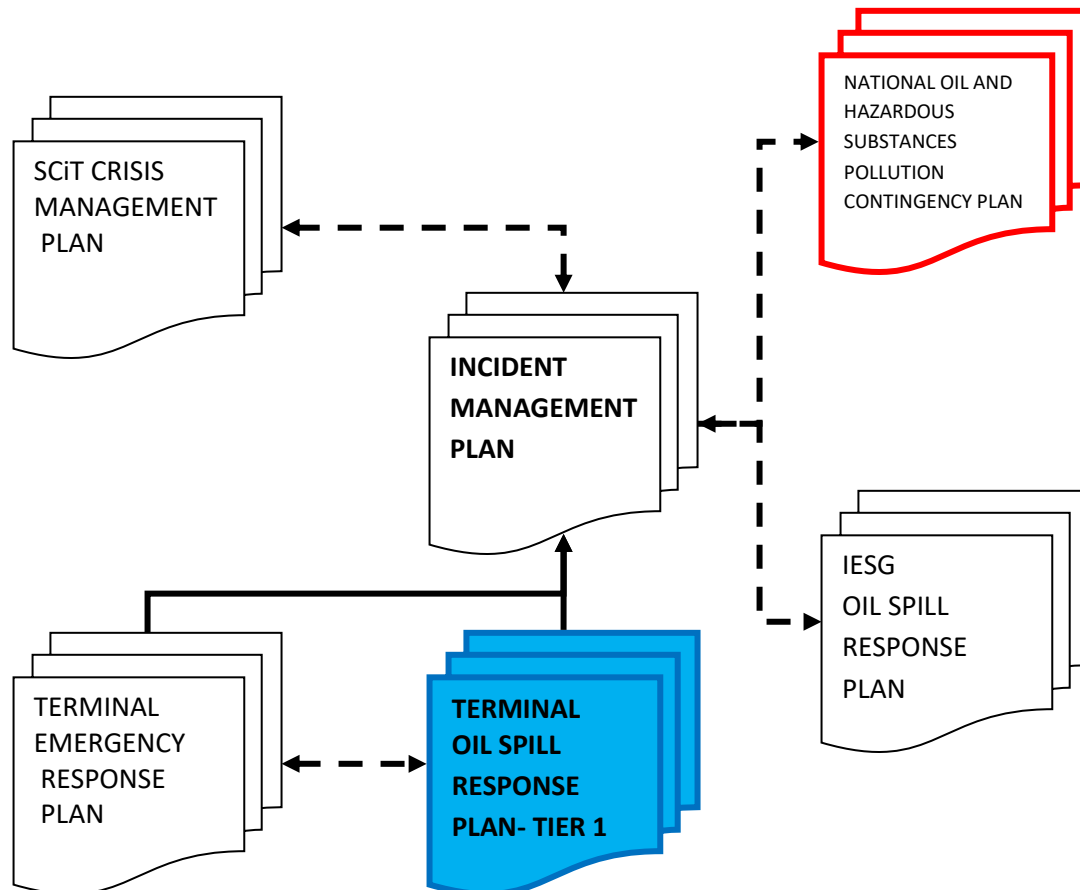 NATIONAL OIL AND
HAZARDOUS
SUBSTANCES
POLLUTION
CONTINGENCY PLAN
SCiT CRISIS
MANAGEMENT
PLAN
INCIDENT
MANAGEMENT
PLAN
IESG
OIL SPILL
RESPONSE
PLAN
TERMINAL
EMERGENCY
RESPONSE
PLAN
TERMINAL
OIL SPILL
RESPONSE
PLAN- TIER 1